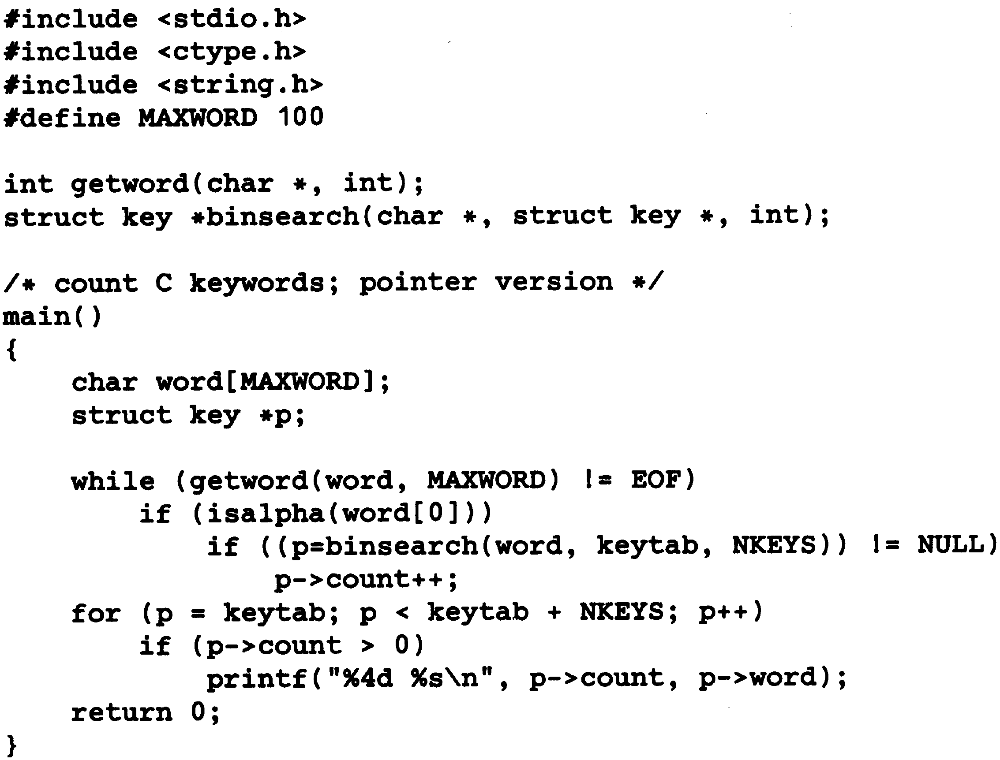 #include <stdio.h>
#include <ctype.h>
#include <string.h>
#define MAXWORD 100

int getword(char *, int);
struct key *binsearch(char *, struct key *, int);

/* count C keywords; pointer version */
main()
{
    char word[MAXWORD];
    struct key *p;

    while (getword(word, MAXWORD) != EOF)
        if (isalpha(word[0]))
            if ((p=binsearch(word, keytab, NKEYS)) != NULL)
                p->count++;
    for (p = keytab; p < keytab + NKEYS; p++)
        if (p->count > 0)
            printf("%4d %s\n", p->count, p->word);
    return 0;
}